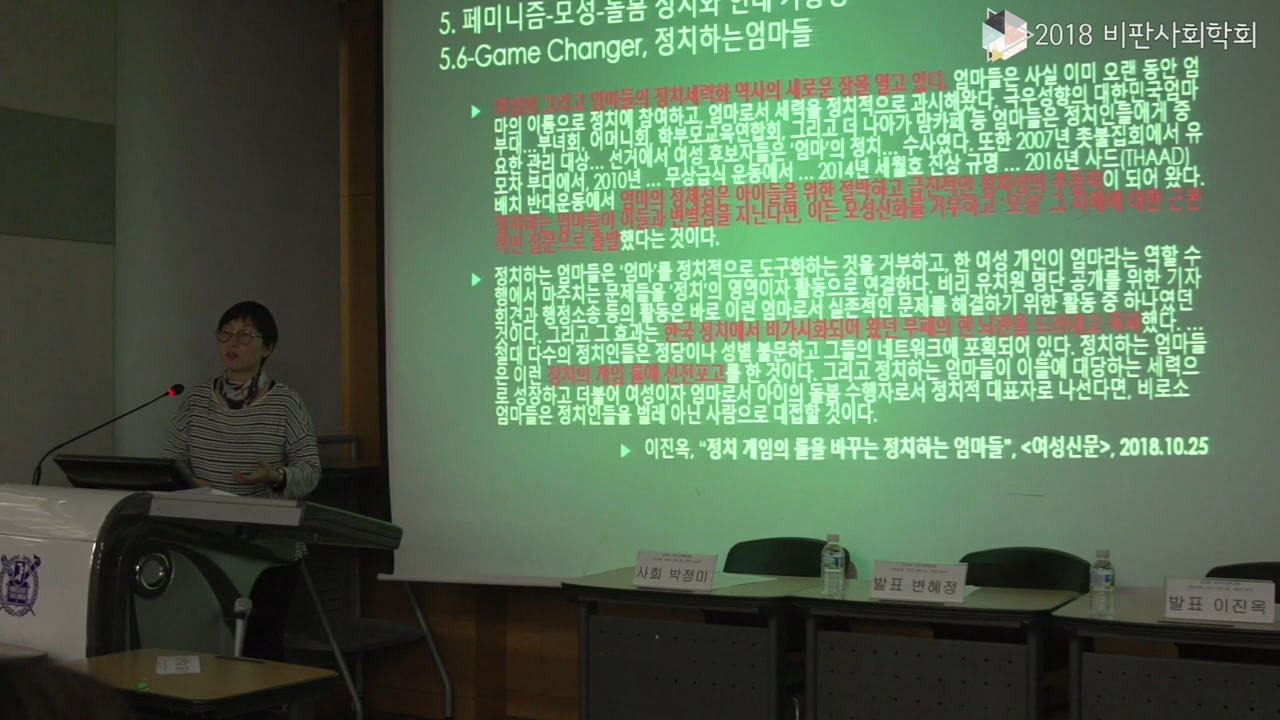 5. 페미니즘-모성-돌봄 정치와 연대 가능성
5.6-Game Changer, 정치하는엄마들
2018 비판사회학회
여성의 그리고 엄마들의 정치세력화 역사의 새로운 장을 열고 있다. 엄마들은 사실 이미 오랜 동안 엄
마의 이름으로 정치에 참여하고, 엄마로서 세력을 정치적으로 과시해왔다. 극우성향의 대한민국엄마
부대...부녀회, 어머니회, 학부모교육연합회, 그리고 더 나아가 맘카페 등 엄마들은 정치인들에게 중
요한 관리 대상... 선거에서 여성 후보자들은 '엄마'의 정치... 수사였다. 또한 2007년 촛불집회에서 유
모차 부대에서, 2010년 ... 무상급식 운동에서 ... 2014년 세월호 진상 규명 ... 2016년 사드(THAAD)
배치 반대운동에서 엄마의 정체성은 아이들을 위한 절박하고 급진적인 정치성의 추동력이 되어 왔다.
정치하는 엄마들이 이들과 변별점을 지닌다면, 이는 모성신화를 거부하고 '모성' 그 자체에 대한 근본
적인 질문으로 출발했다는 것이다.
정치하는 엄마들은 '엄마'를 정치적으로 도구화하는 것을 거부하고, 한 여성 개인이 엄마라는 역할 수
행에서 마주치는 문제들을 '정치'의 영역이자 활동으로 연결한다. 비리 유치원 명단 공개를 위한 기자
회견과 행정소송 등의 활동은 바로 이런 엄마로서 실존적인 문제를 해결하기 위한 활동 중 하나였던
것이다. 그리고 그 효과는 한국 정치에서 비가시화되어 왔던 부패의 한 뇌관을 드러내고 폭파했다. ...
절대 다수의 정치인들은 정당이나 성별 불문하고 그들의 네트워크에 포획되어 있다. 정치하는 엄마들
은 이런 정치의 게임 룰에 선전포고를 한 것이다. 그리고 정치하는 엄마들이 이들에 대당하는 세력으
로 성장하고 더불어 여성이자 엄마로서 아이의 돌봄 수행자로서 정치적 대표자로 나선다면, 비로소
엄마들은 정치인들을 벌레 아닌 사람으로 대접할 것이다.
이진옥, "정치 게임의 룰을 바꾸는 정치하는 엄마들", <여성신문>, 2018.10.25
사회 박정미
발표 변혜정
발표 이진옥